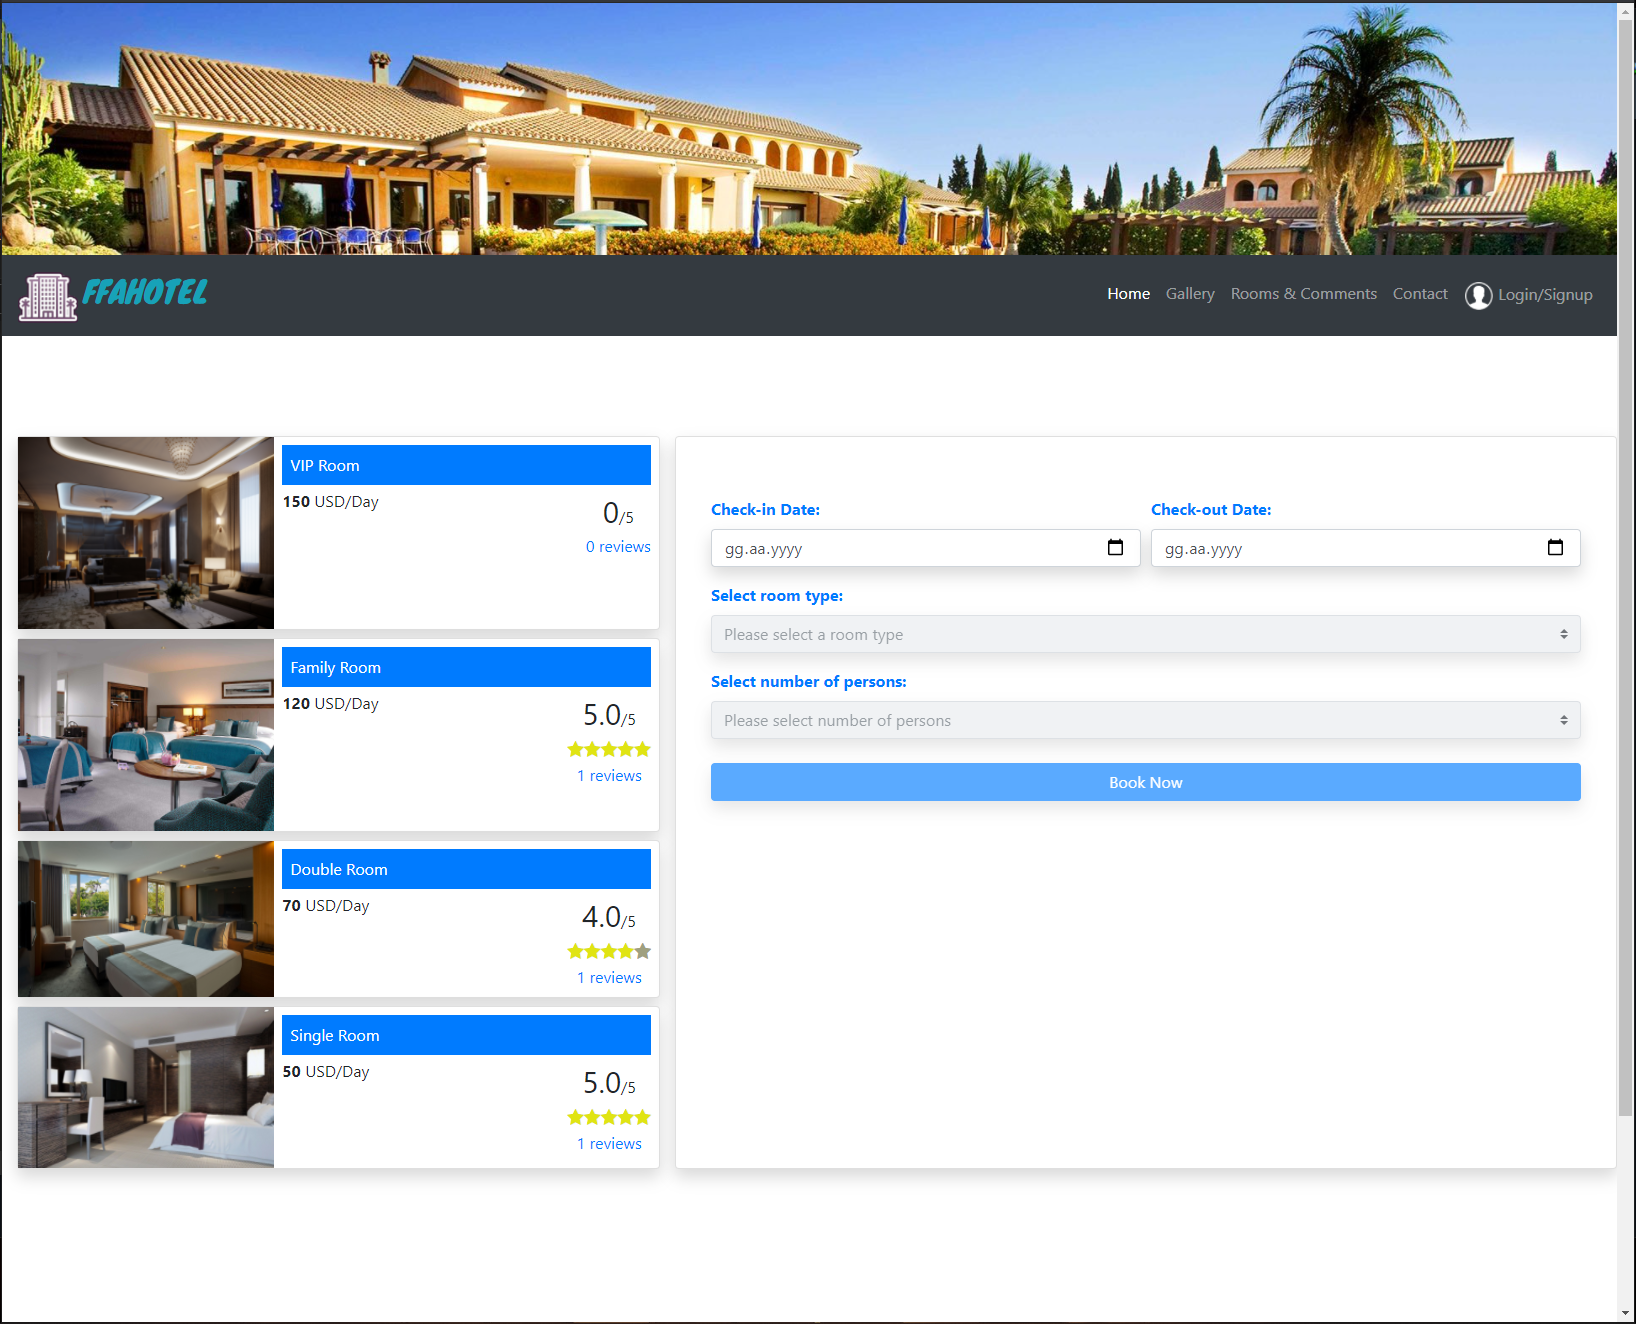 FFAHOTEL
Home Gallery Rooms & Comments Contact Login/Signup
VIP Room
150 USD/Day
0/5
0 reviews
Family Room
120 USD/Day
5.0/5
1 reviews
Double Room
70 USD/Day
4.0/5
1 reviews
Single Room
50 USD/Day
5.0/5
1 reviews
Check-in Date: Check-out Date:
gg.aa.yyyy gg.aa.yyyy
Select room type:
Please select a room type
Select number of persons:
Please select number of persons
Book Now